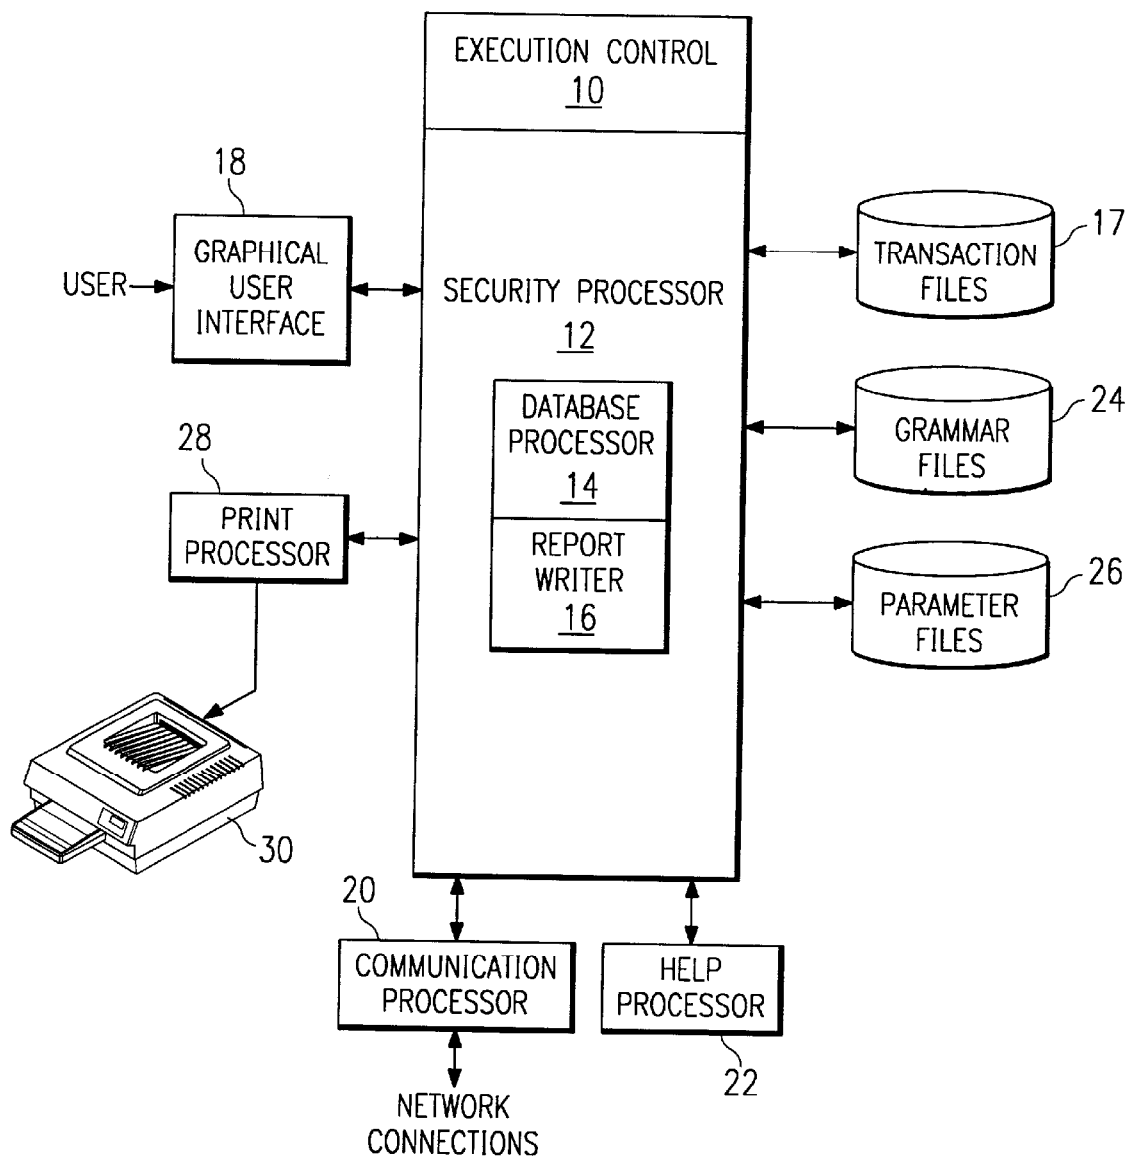 EXECUTION CONTROL
10
18
GRAPHICAL
USER
INTERFACE
USER
SECURITY PROCESSOR
12
17
TRANSACTION
FILES
DATABASE
PROCESSOR
14
24
GRAMMAR
FILES
28
PRINT
PROCESSOR
REPORT
WRITER
16
26
PARAMETER
FILES
30
20
COMMUNICATION
PROCESSOR
HELP
PROCESSOR
22
NETWORK
CONNECTIONS